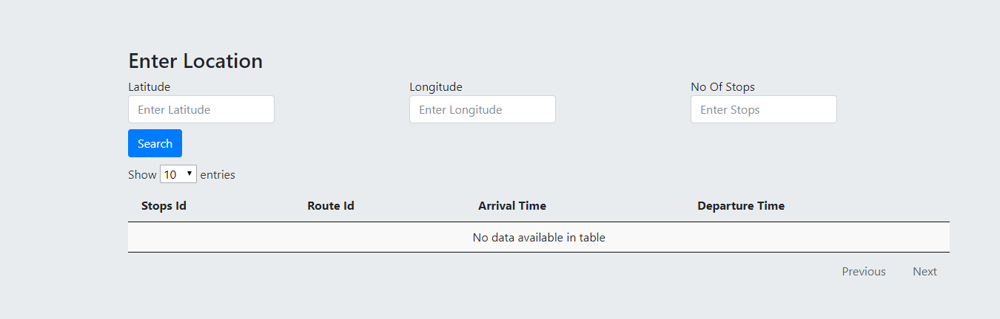 Enter Location
Latitude Longitude No Of Stops
Enter Latitude Enter Longitude Enter Stops
Search
Show 10 entries
Stops Id Route Id Arrival Time Departure Time
No data available in table
Previous Next